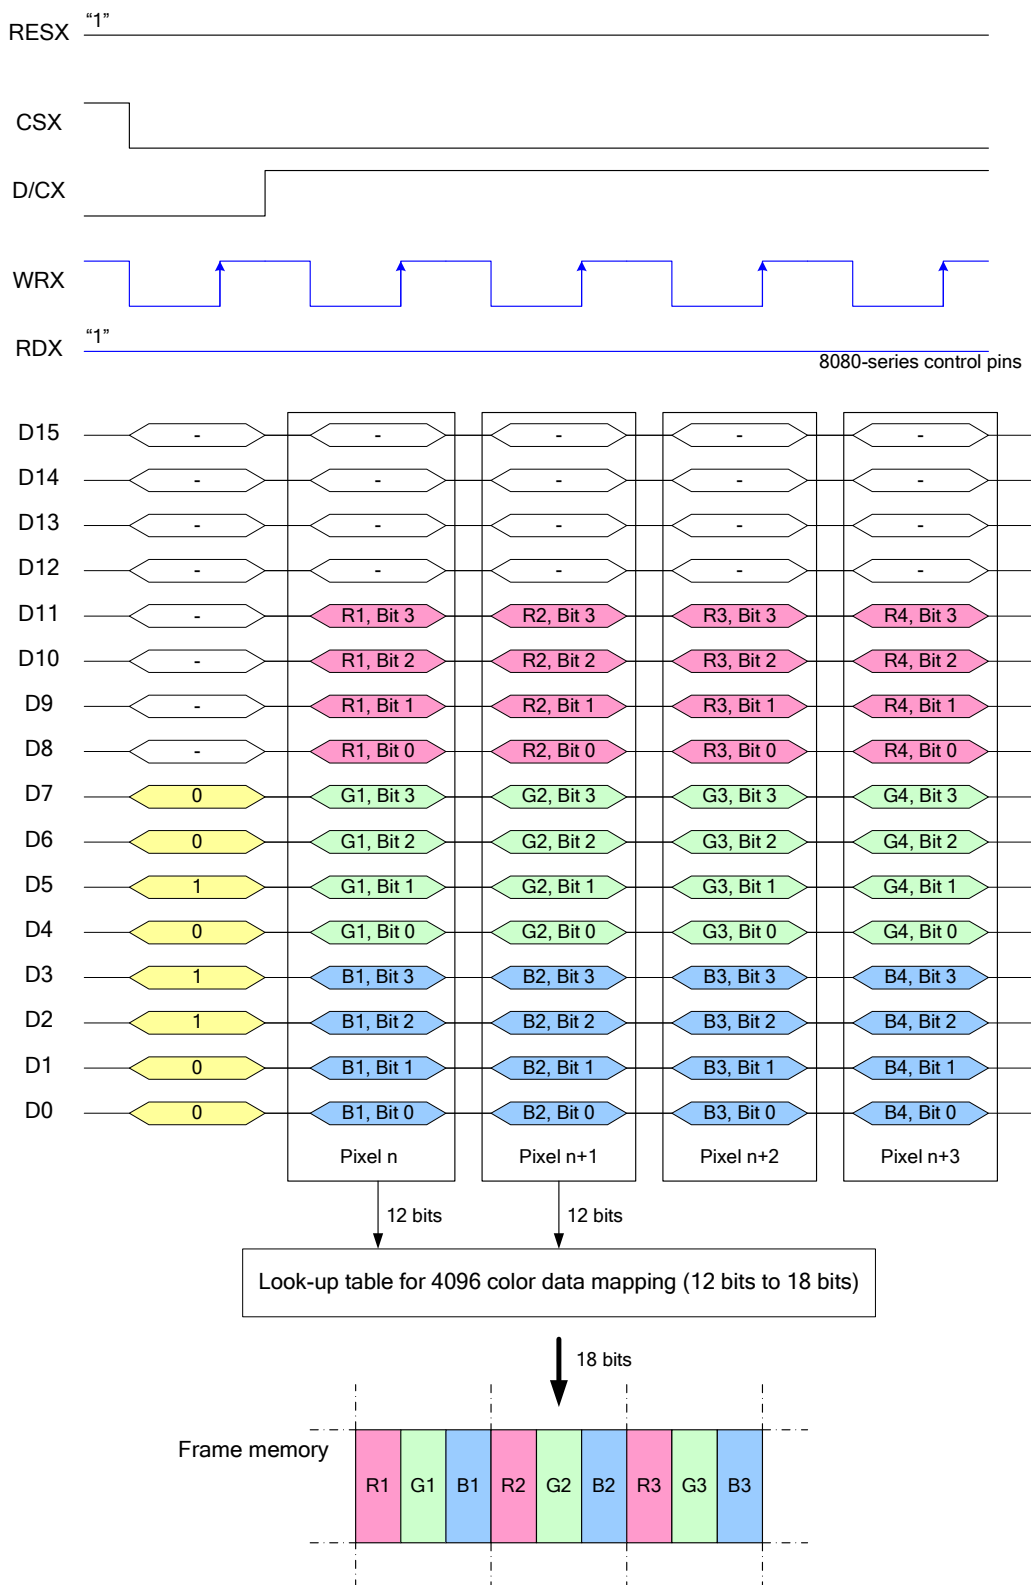 RESX “1”
CSX
D/CX
WRX
RDX “1”
8080-series control pins
D15 - - - - -
D14 - - - - -
D13 - - - - -
D12 - - - - -
D11 - R1, Bit 3 R2, Bit 3 R3, Bit 3 R4, Bit 3
D10 - R1, Bit 2 R2, Bit 2 R3, Bit 2 R4, Bit 2
D9 - R1, Bit 1 R2, Bit 1 R3, Bit 1 R4, Bit 1
D8 - R1, Bit 0 R2, Bit 0 R3, Bit 0 R4, Bit 0
D7 0 G1, Bit 3 G2, Bit 3 G3, Bit 3 G4, Bit 3
D6 0 G1, Bit 2 G2, Bit 2 G3, Bit 2 G4, Bit 2
D5 1 G1, Bit 1 G2, Bit 1 G3, Bit 1 G4, Bit 1
D4 0 G1, Bit 0 G2, Bit 0 G3, Bit 0 G4, Bit 0
D3 1 B1, Bit 3 B2, Bit 3 B3, Bit 3 B4, Bit 3
D2 1 B1, Bit 2 B2, Bit 2 B3, Bit 2 B4, Bit 2
D1 0 B1, Bit 1 B2, Bit 1 B3, Bit 1 B4, Bit 1
D0 0 B1, Bit 0 B2, Bit 0 B3, Bit 0 B4, Bit 0
Pixel n Pixel n+1 Pixel n+2 Pixel n+3
12 bits 12 bits
Look-up table for 4096 color data mapping (12 bits to 18 bits)
18 bits
Frame memory
R1 G1 B1 R2 G2 B2 R3 G3 B3